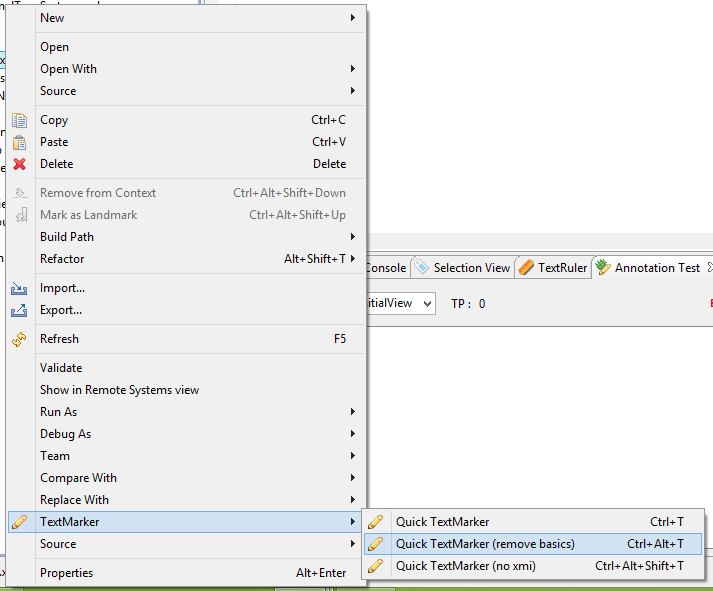 New
Open
Open With
Source
Copy Ctrl+C
Paste Ctrl+V
Delete Delete
Remove from Context Ctrl+Alt+Shift+Down
Mark as Landmark Ctrl+Alt+Shift+Up
Build Path
Refactor Alt+Shift+T
Console Selection View TextRuler Annotation Test
Import...
itialView TP : 0
Export...
Refresh F5
Validate
Show in Remote Systems view
Run As
Debug As
Team
Compare With
Replace With
TextMarker Quick TextMarker Ctrl+T
Source Quick TextMarker (remove basics) Ctrl+Alt+T
Quick TextMarker (no xmi) Ctrl+Alt+Shift+T
Properties Alt+Enter